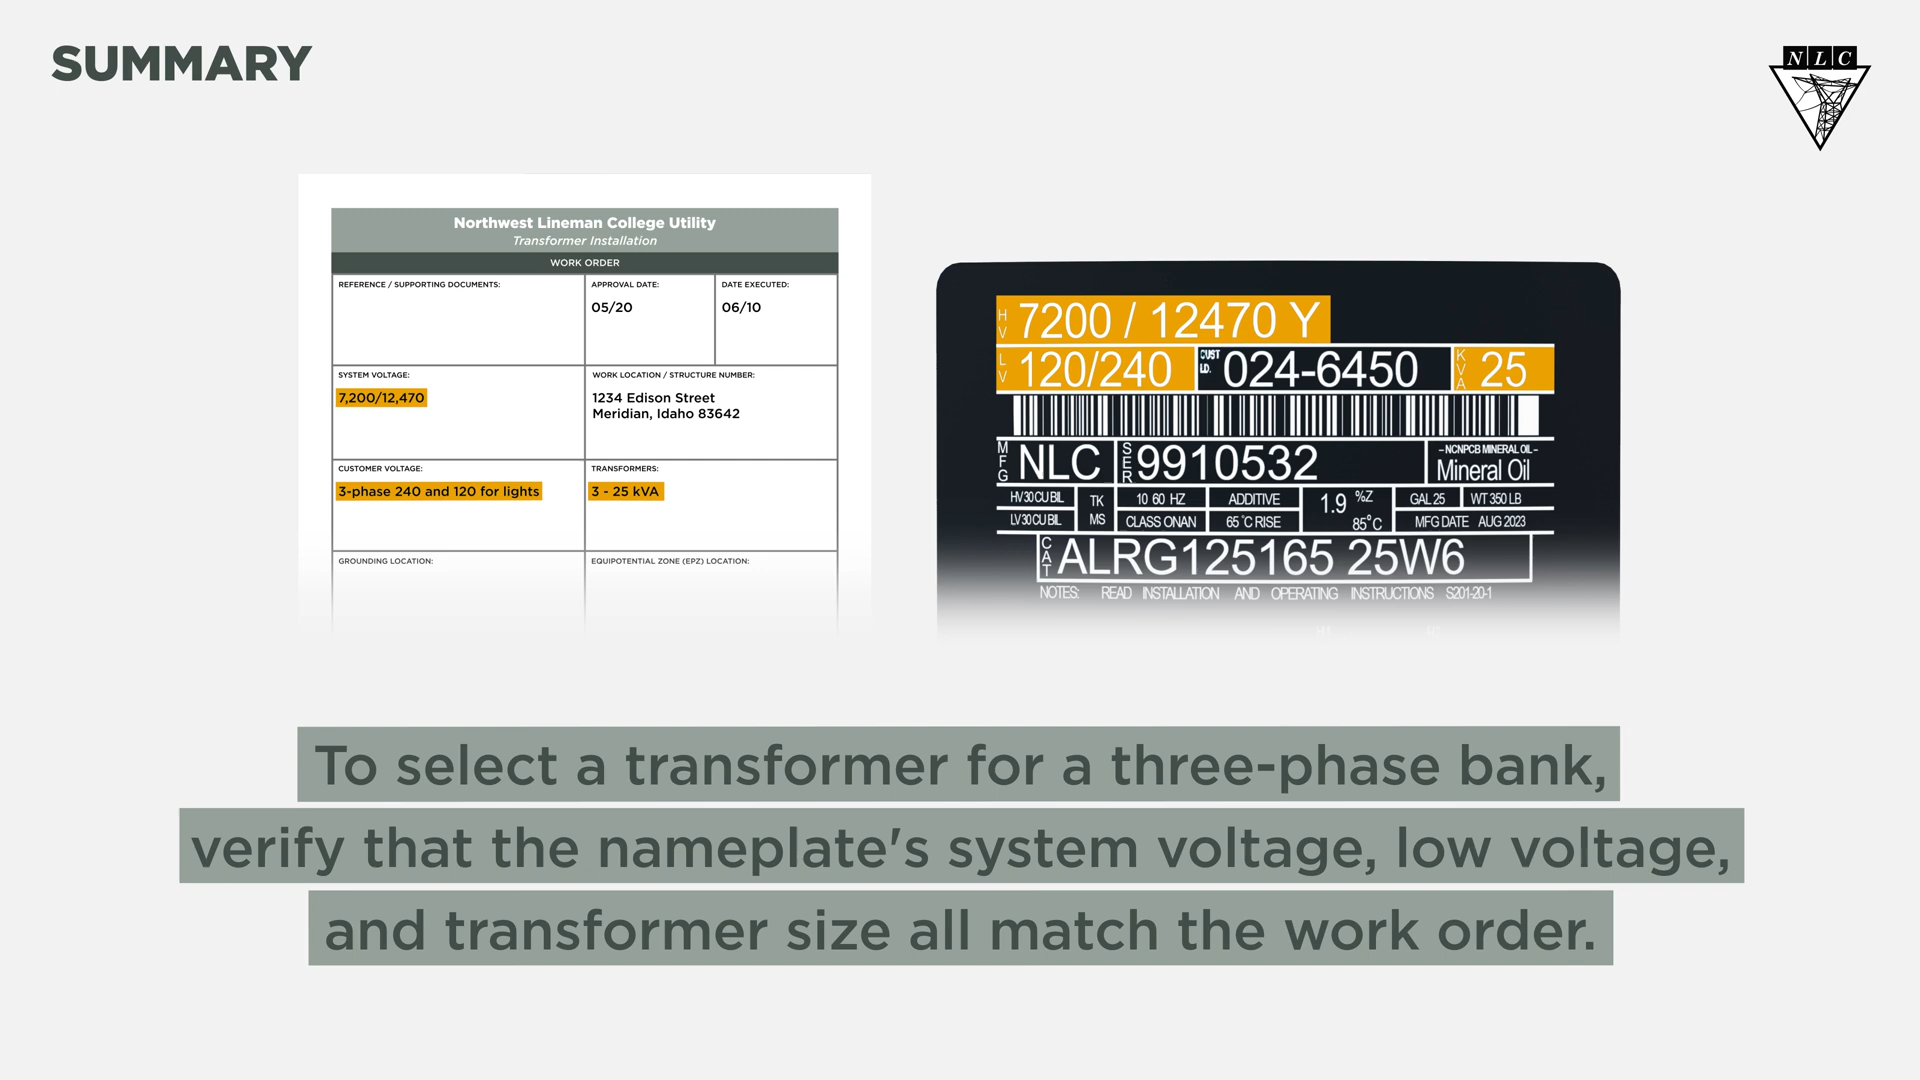 SUMMARY
NLC
Northwest Lineman College Utility
Transformer Installation
WORK ORDER
REFERENCE / SUPPORTING DOCUMENTS:
APPROVAL DATE:
05/20
DATE EXECUTED:
06/10
SYSTEM VOLTAGE:
7,200/12,470
WORK LOCATION / STRUCTURE NUMBER:
1234 Edison Street
Meridian, Idaho 83642
CUSTOMER VOLTAGE:
3-phase 240 and 120 for lights
TRANSFORMERS:
3 - 25 kVA
GROUNDING LOCATION:
EQUIPOTENTIAL ZONE (EPZ) LOCATION:
HV 7200 / 12470 Y
LV 120/240 CUST I.D. 024-6450 KVA 25
MFG NLC SER 9910532
-NCNPCB MINERAL OIL-
Mineral Oil
HV30CU BIL
LV30CU BIL
TK
MS
10 60 HZ
CLASS ONAN
ADDITIVE
65°C RISE
1.9 %Z
85°C
GAL 25
WT 350 LB
MFG DATE AUG 2023
CAT ALRG125165 25W6
NOTES: READ INSTALLATION AND OPERATING INSTRUCTIONS S201-20-1
To select a transformer for a three-phase bank,
verify that the nameplate's system voltage, low voltage,
and transformer size all match the work order.